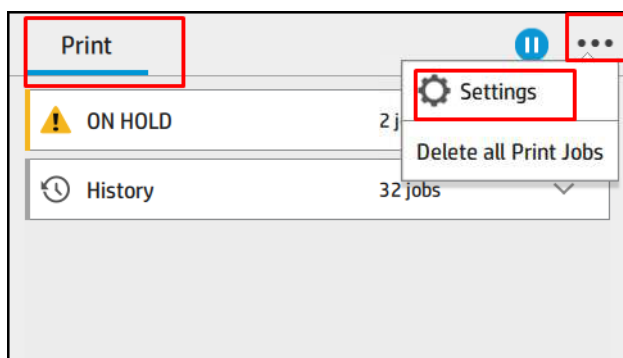 Print
Settings
ON HOLD
2 j
Delete all Print Jobs
History
32 jobs